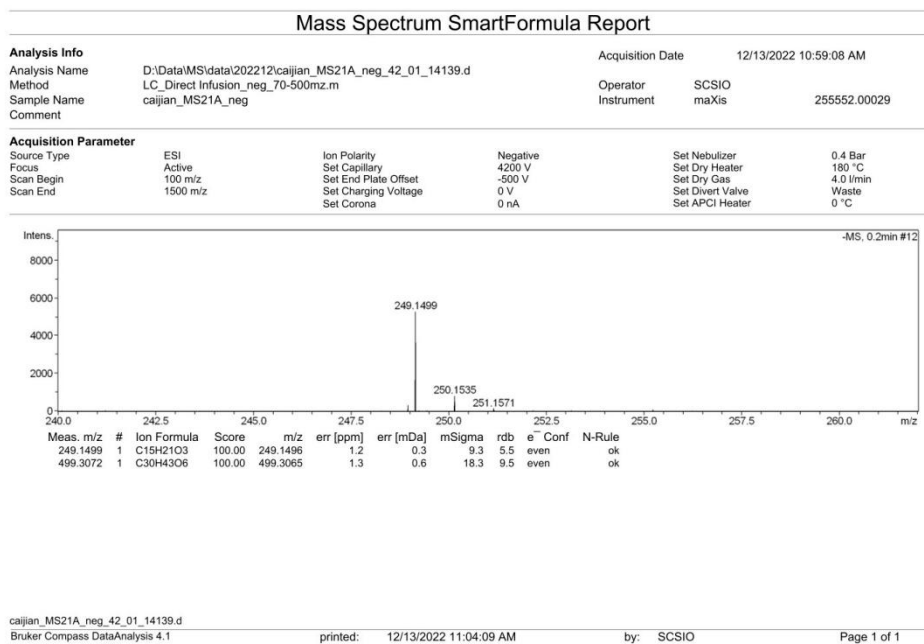 Mass Spectrum SmartFormula Report
Analysis Info
Acquisition Date 12/13/2022 10:59:08 AM
Analysis Name D:\Data\MS\data\202212\caijian_MS21A_neg_42_01_14139.d
Method LC_Direct Infusion_neg_70-500mz.m Operator SCSIO
Sample Name caijian_MS21A_neg Instrument maXis 255552.00029
Comment
Acquisition Parameter
Source Type ESI Ion Polarity Negative Set Nebulizer 0.4 Bar
Focus Active Set Capillary 4200 V Set Dry Heater 180 °C
Scan Begin 100 m/z Set End Plate Offset -500 V Set Dry Gas 4.0 l/min
Scan End 1500 m/z Set Charging Voltage 0 V Set Divert Valve Waste
Set Corona 0 nA Set APCI Heater 0 °C
Intens.
-MS, 0.2min #12
8000
6000
249.1499
4000
2000
250.1535
251.1571
0
240.0 242.5 245.0 247.5 250.0 252.5 255.0 257.5 260.0 m/z
Meas. m/z # Ion Formula Score m/z err [ppm] err [mDa] mSigma rdb e¯ Conf N-Rule
249.1499 1 C15H21O3 100.00 249.1496 1.2 0.3 9.3 5.5 even ok
499.3072 1 C30H43O6 100.00 499.3065 1.3 0.6 18.3 9.5 even ok
caijian_MS21A_neg_42_01_14139.d
Bruker Compass DataAnalysis 4.1 printed: 12/13/2022 11:04:09 AM by: SCSIO Page 1 of 1